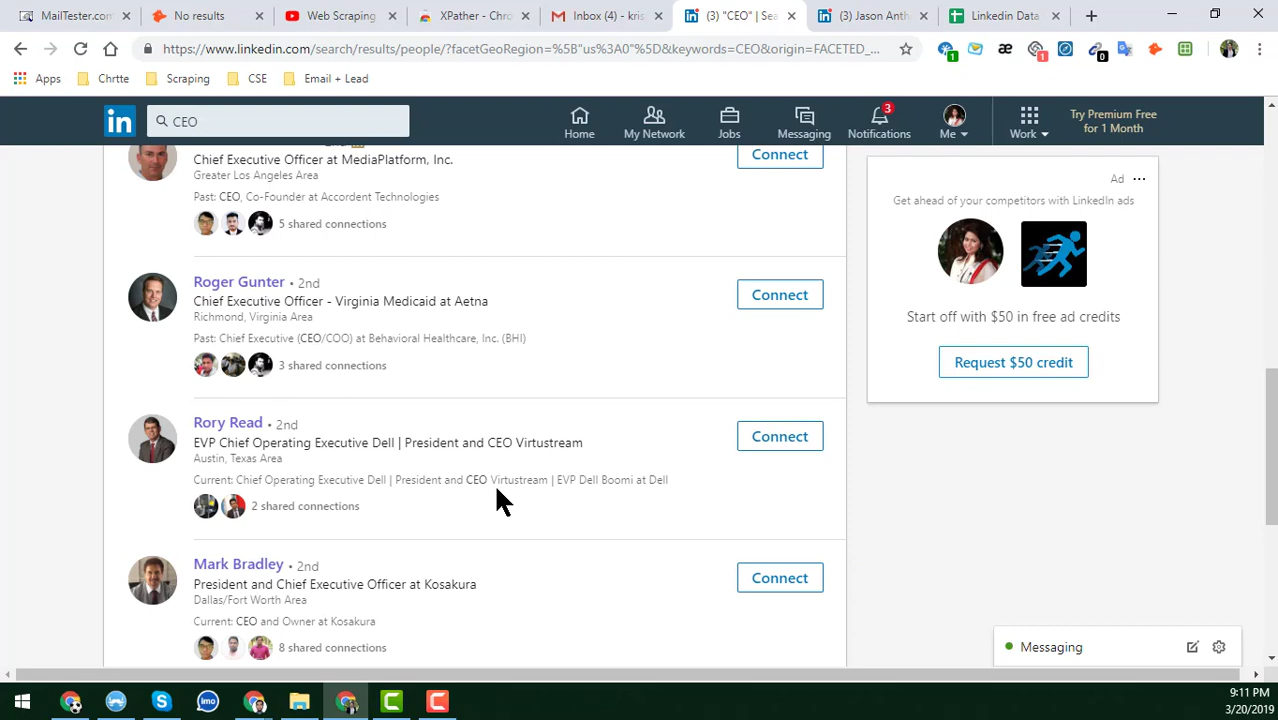 MailTester.com
No results
Web Scraping
XPather - Chro
Inbox (4) - kris
(3) "CEO" | Sea
(3) Jason Anth
Linkedin Data
https://www.linkedin.com/search/results/people/?facetGeoRegion=%5B"us%3A0"%5D&keywords=CEO&origin=FACETED_...
1
æ
1
0
Apps
Chrtte
Scraping
CSE
Email + Lead
in
CEO
Home
My Network
Jobs
Messaging
3
Notifications
Me
Work
Try Premium Free
for 1 Month
Chief Executive Officer at MediaPlatform, Inc.
Greater Los Angeles Area
Past: CEO, Co-Founder at Accordent Technologies
5 shared connections
Connect
Roger Gunter • 2nd
Chief Executive Officer - Virginia Medicaid at Aetna
Richmond, Virginia Area
Past: Chief Executive (CEO/COO) at Behavioral Healthcare, Inc. (BHI)
3 shared connections
Connect
Rory Read • 2nd
EVP Chief Operating Executive Dell | President and CEO Virtustream
Austin, Texas Area
Current: Chief Operating Executive Dell | President and CEO Virtustream | EVP Dell Boomi at Dell
2 shared connections
Connect
Mark Bradley • 2nd
President and Chief Executive Officer at Kosakura
Dallas/Fort Worth Area
Current: CEO and Owner at Kosakura
8 shared connections
Connect
Ad
Get ahead of your competitors with LinkedIn ads
Start off with $50 in free ad credits
Request $50 credit
Messaging
imo
9:11 PM
3/20/2019